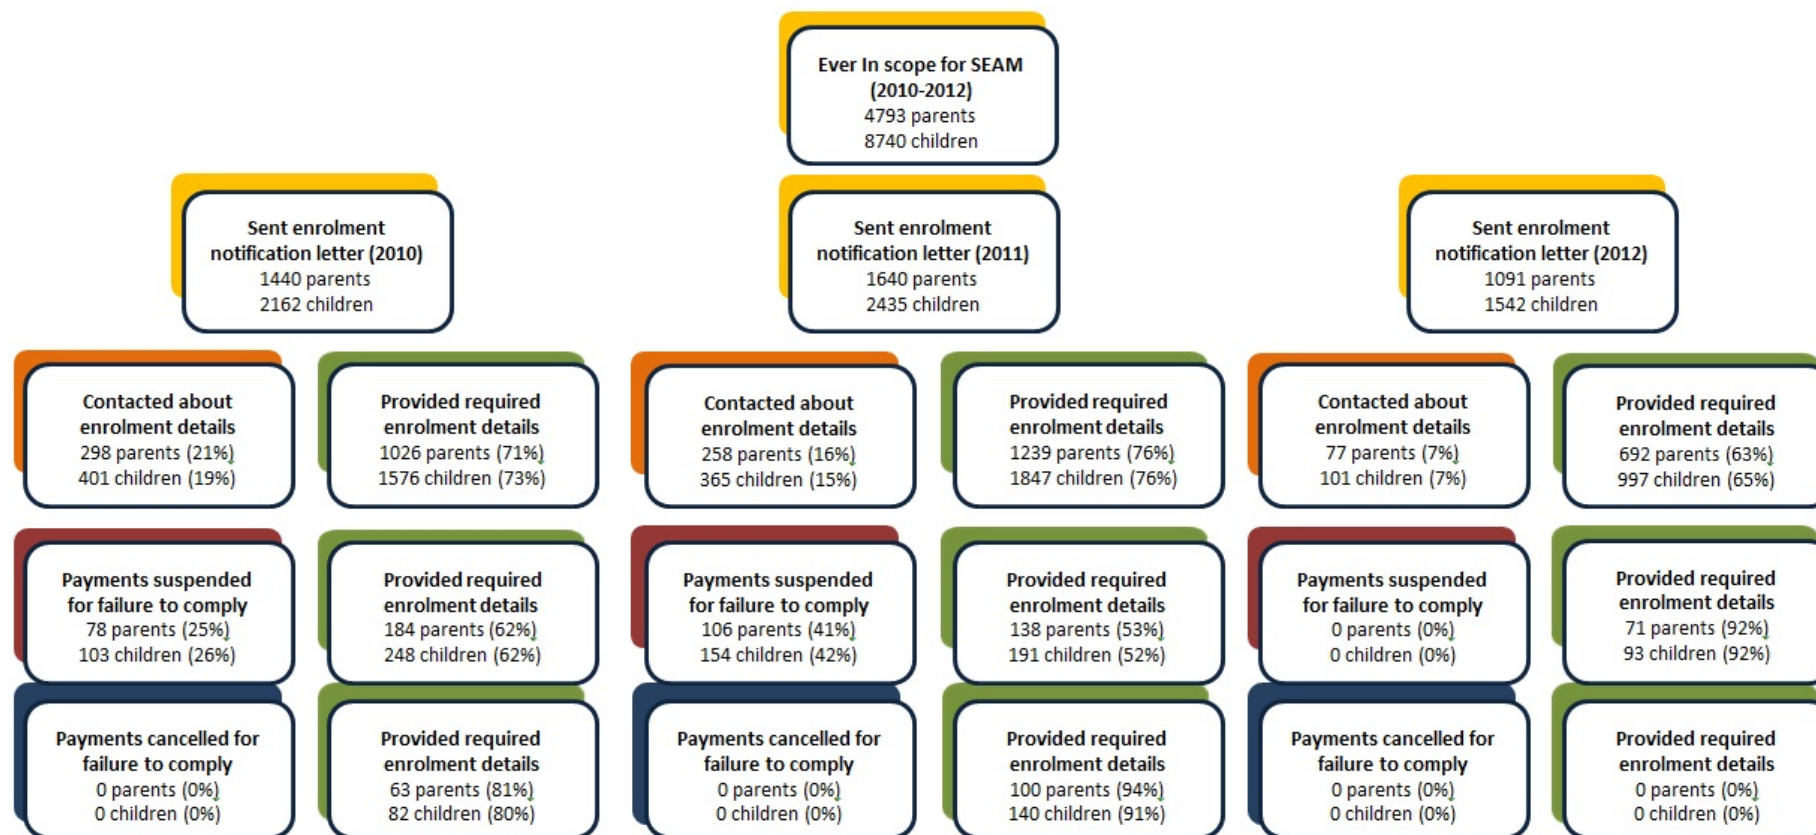 Ever In scope for SEAM
(2010-2012)
4793 parents
8740 children
Sent enrolment
notification letter (2010)
1440 parents
2162 children
Sent enrolment
notification letter (2011)
1640 parents
2435 children
Sent enrolment
notification letter (2012)
1091 parents
1542 children
Contacted about
enrolment details
298 parents (21%)
401 children (19%)
Provided required
enrolment details
1026 parents (71%)
1576 children (73%)
Contacted about
enrolment details
258 parents (16%)
365 children (15%)
Provided required
enrolment details
1239 parents (76%)
1847 children (76%)
Contacted about
enrolment details
77 parents (7%)
101 children (7%)
Provided required
enrolment details
692 parents (63%)
997 children (65%)
Payments suspended
for failure to comply
78 parents (25%)
103 children (26%)
Provided required
enrolment details
184 parents (62%)
248 children (62%)
Payments suspended
for failure to comply
106 parents (41%)
154 children (42%)
Provided required
enrolment details
138 parents (53%)
191 children (52%)
Payments suspended
for failure to comply
0 parents (0%)
0 children (0%)
Provided required
enrolment details
71 parents (92%)
93 children (92%)
Payments cancelled for
failure to comply
0 parents (0%)
0 children (0%)
Provided required
enrolment details
63 parents (81%)
82 children (80%)
Payments cancelled for
failure to comply
0 parents (0%)
0 children (0%)
Provided required
enrolment details
100 parents (94%)
140 children (91%)
Payments cancelled for
failure to comply
0 parents (0%)
0 children (0%)
Provided required
enrolment details
0 parents (0%)
0 children (0%)